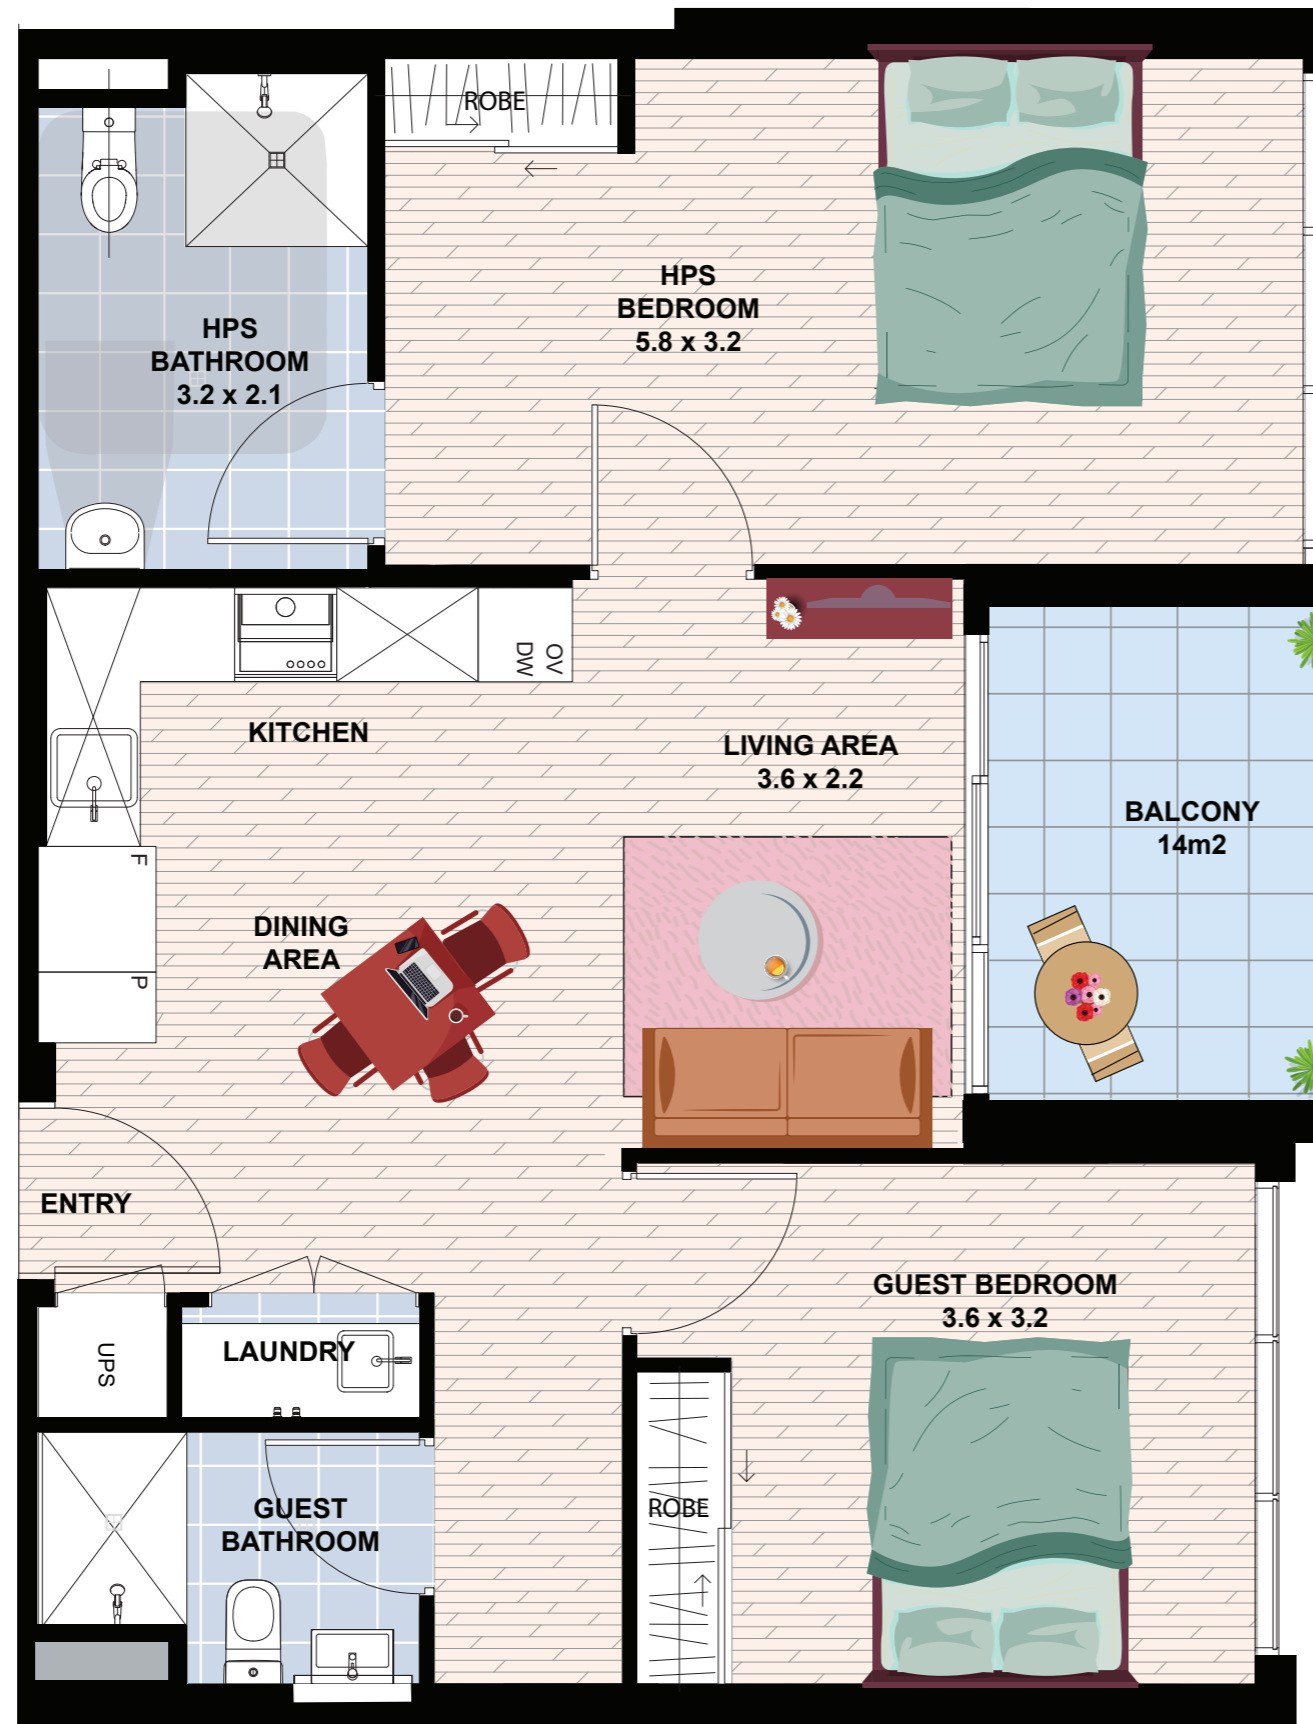 ROBE
HPS
BEDROOM
5.8 x 3.2
HPS
BATHROOM
3.2 x 2.1
OV
DW
KITCHEN
LIVING AREA
3.6 x 2.2
BALCONY
14m2
F
DINING
AREA
P
ENTRY
GUEST BEDROOM
3.6 x 3.2
LAUNDRY
UPS
GUEST
BATHROOM
ROBE